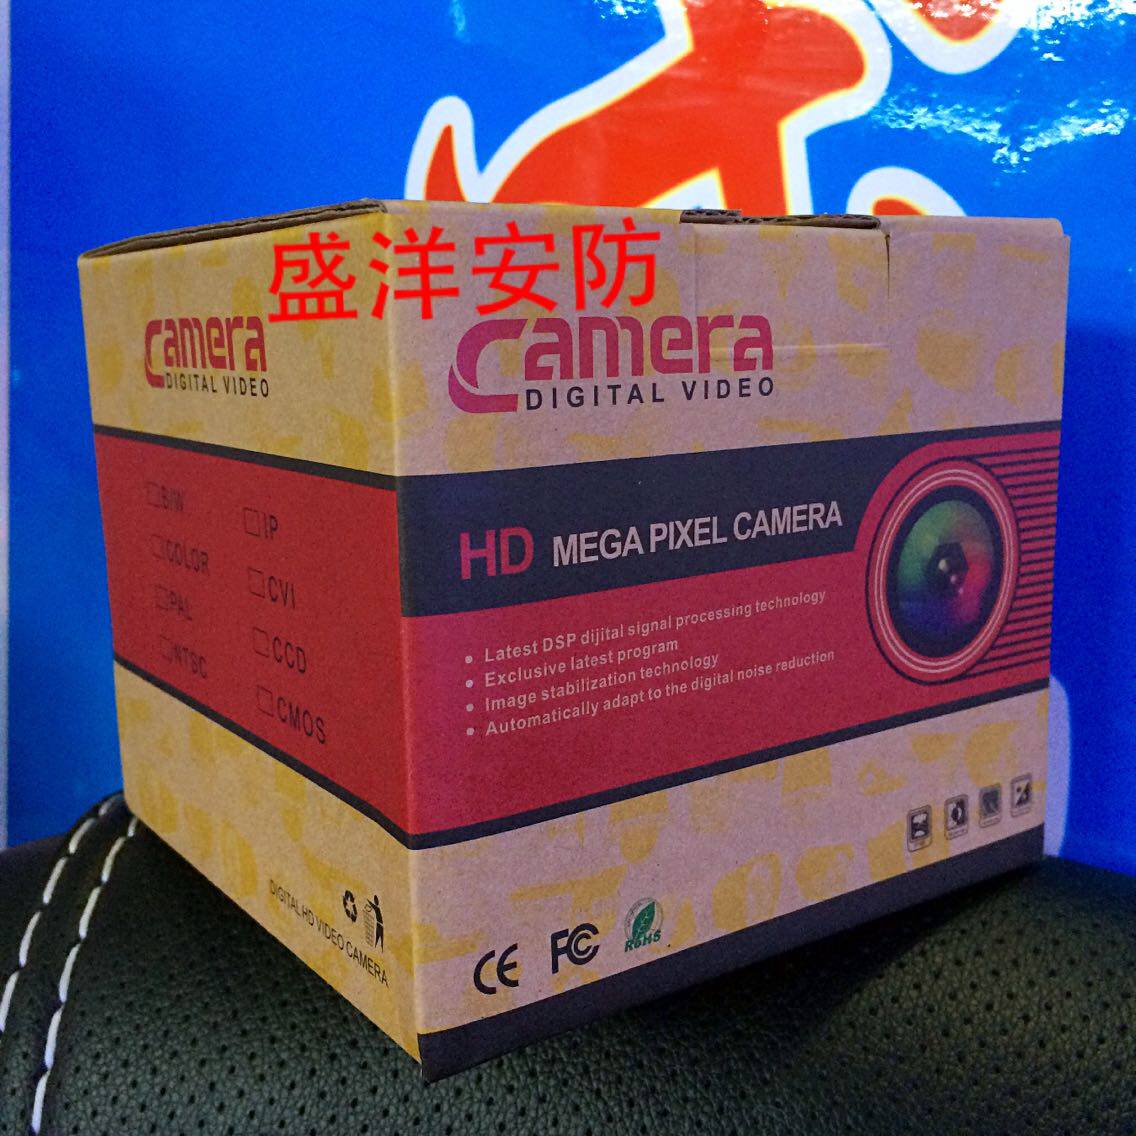 盛洋安防
Camera
DIGITAL VIDEO
B/W
COLOR
PAL
NTSC
IP
CVI
CCD
CMOS
DIGITAL HD VIDEO CAMERA
Camera
DIGITAL VIDEO
HD MEGA PIXEL CAMERA
• Latest DSP dijital signal processing technology
• Exclusive latest program
• Image stabilization technology
• Automatically adapt to the digital noise reduction
CE FC RoHS